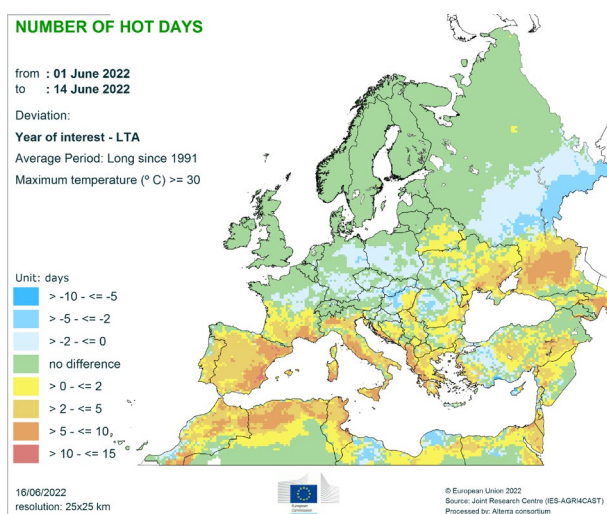 NUMBER OF HOT DAYS
from : 01 June 2022
to : 14 June 2022
Deviation:
Year of interest - LTA
Average Period: Long since 1991
Maximum temperature (º C) >= 30
Unit: days
> -10 - <= -5
> -5 - <= -2
> -2 - <= 0
no difference
> 0 - <= 2
> 2 - <= 5
> 5 - <= 10
> 10 - <= 15
16/06/2022
resolution: 25x25 km
European
Commission
© European Union 2022
Source: Joint Research Centre (IES-AGRI4CAST)
Processed by: Alterra consortium